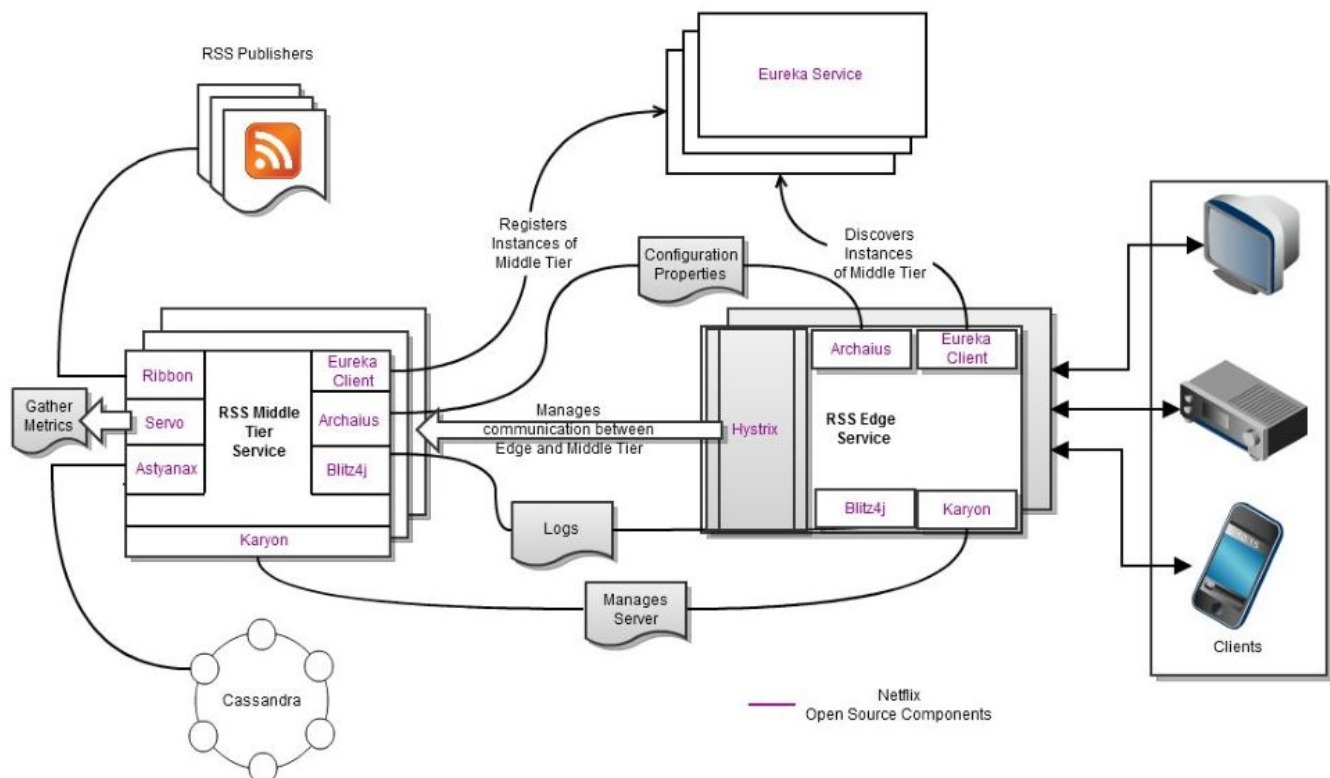 RSS Publishers
Eureka Service
Registers
Instances of
Middle Tier
Configuration
Properties
Discovers
Instances
of Middle Tier
Ribbon
Servo
Astyanax
RSS Middle
Tier
Service
Eureka
Client
Archaius
Blitz4j
Karyon
Gather
Metrics
Manages
communication between
Edge and Middle Tier
Hystrix
Archaius
Eureka
Client
RSS Edge
Service
Blitz4j
Karyon
Logs
Manages
Server
Cassandra
Clients
Netflix
Open Source Components